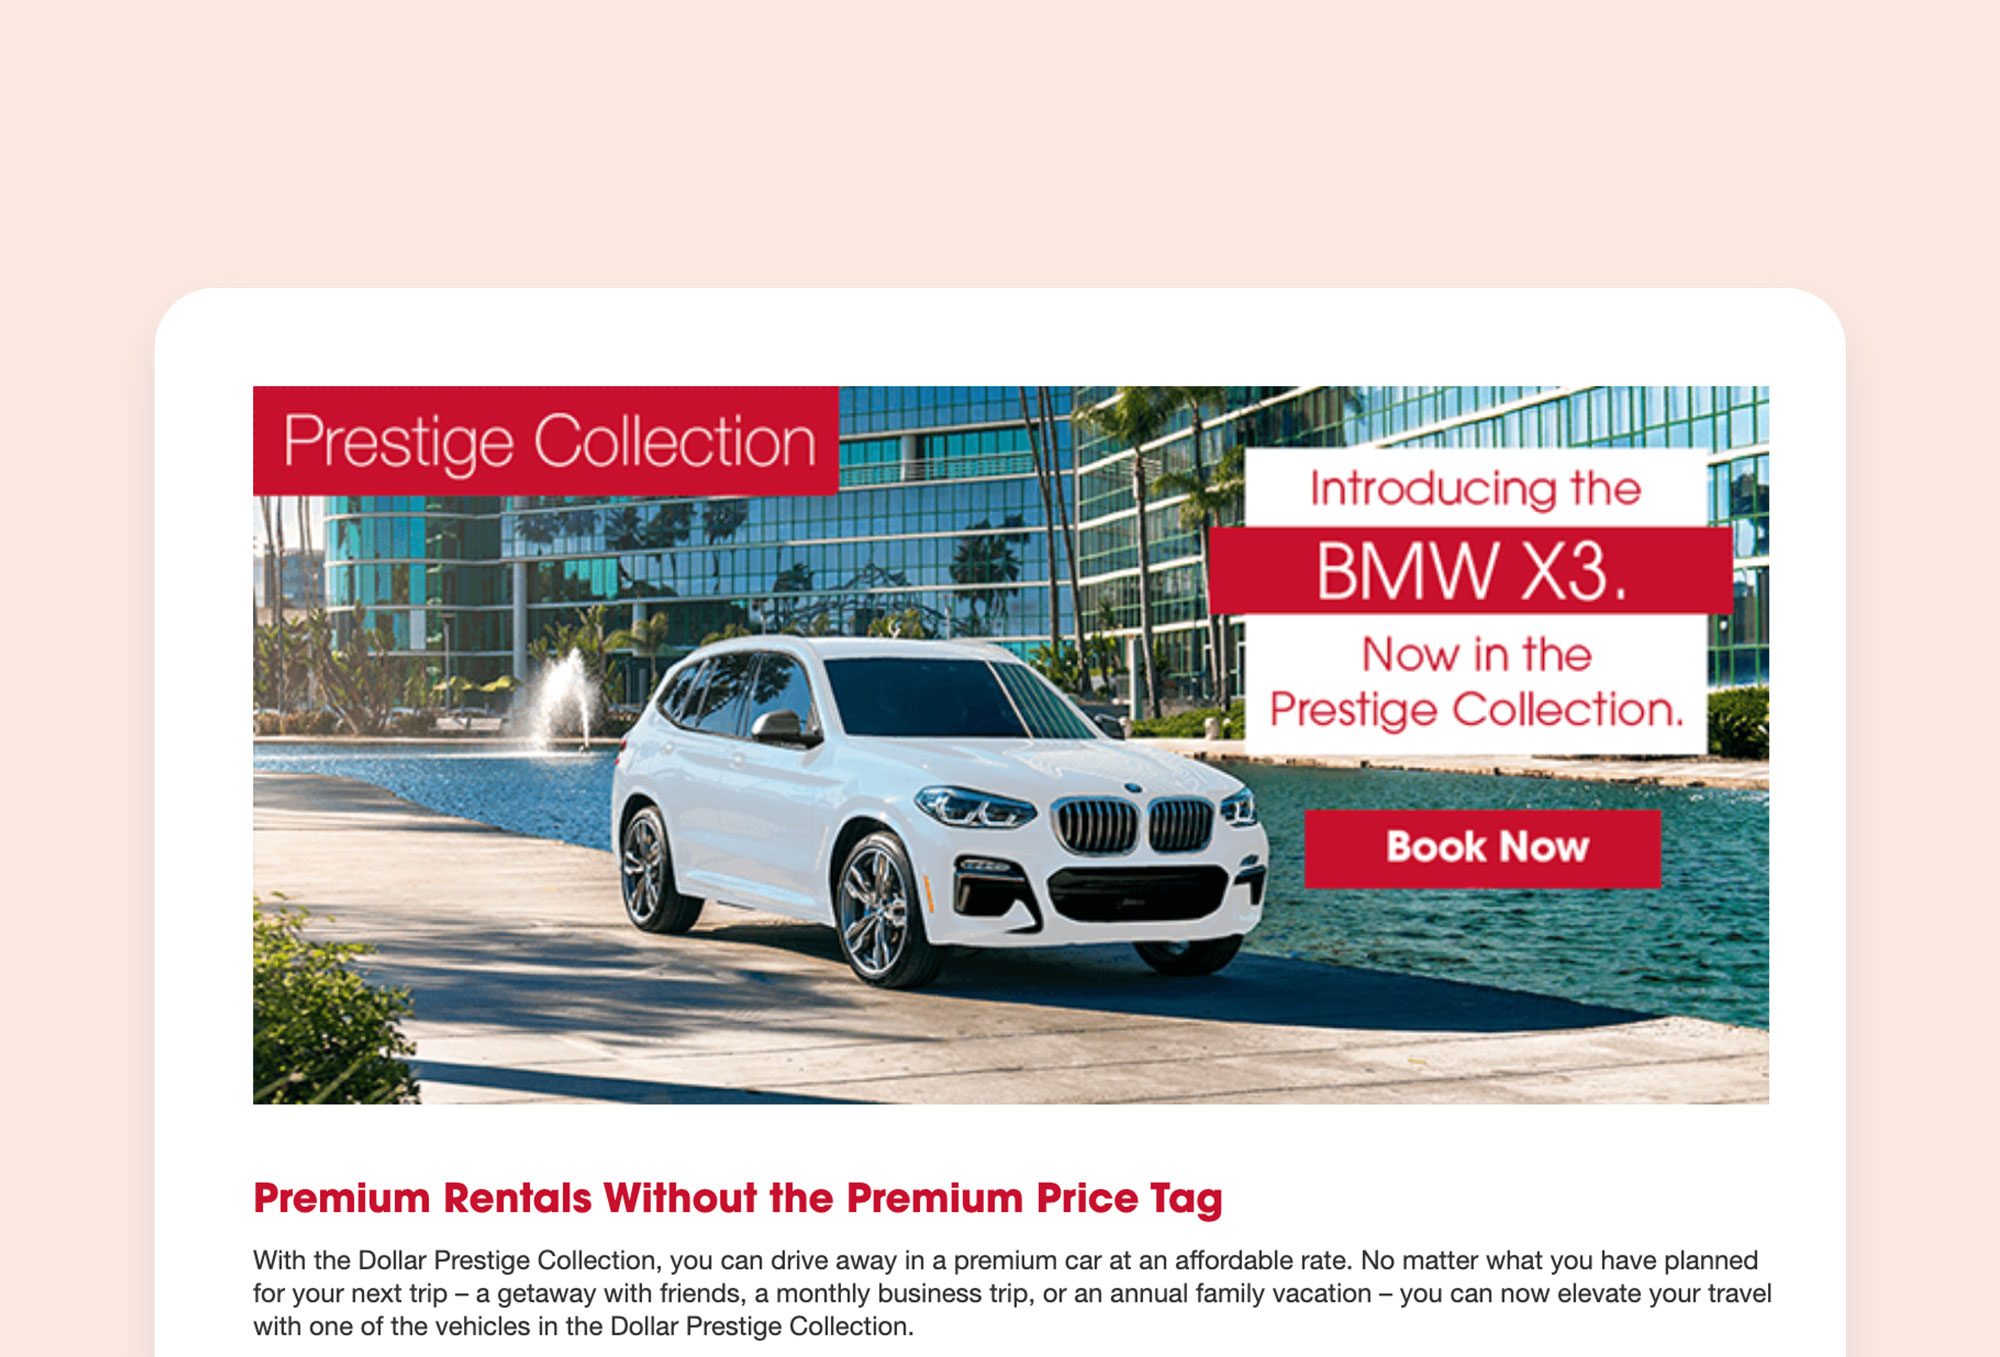 Prestige Collection
Introducing the
BMW X3.
Now in the
Prestige Collection.
Book Now
Premium Rentals Without the Premium Price Tag
With the Dollar Prestige Collection, you can drive away in a premium car at an affordable rate. No matter what you have planned
for your next trip – a getaway with friends, a monthly business trip, or an annual family vacation – you can now elevate your travel
with one of the vehicles in the Dollar Prestige Collection.